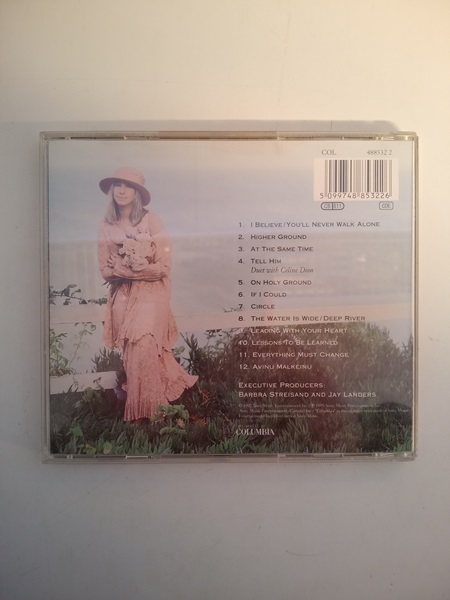 COL 488532 2
5099748853226
1. I Believe/You'll Never Walk Alone
2. Higher Ground
3. At The Same Time
4. Tell Him
Duet with Celine Dion
5. On Holy Ground
6. If I Could
7. Circle
8. The Water Is Wide/Deep River
9. Leading With Your Heart
10. Lessons To Be Learned
11. Everything Must Change
12. Avinu Malkeinu
Executive Producers:
Barbra Streisand and Jay Landers
COLUMBIA